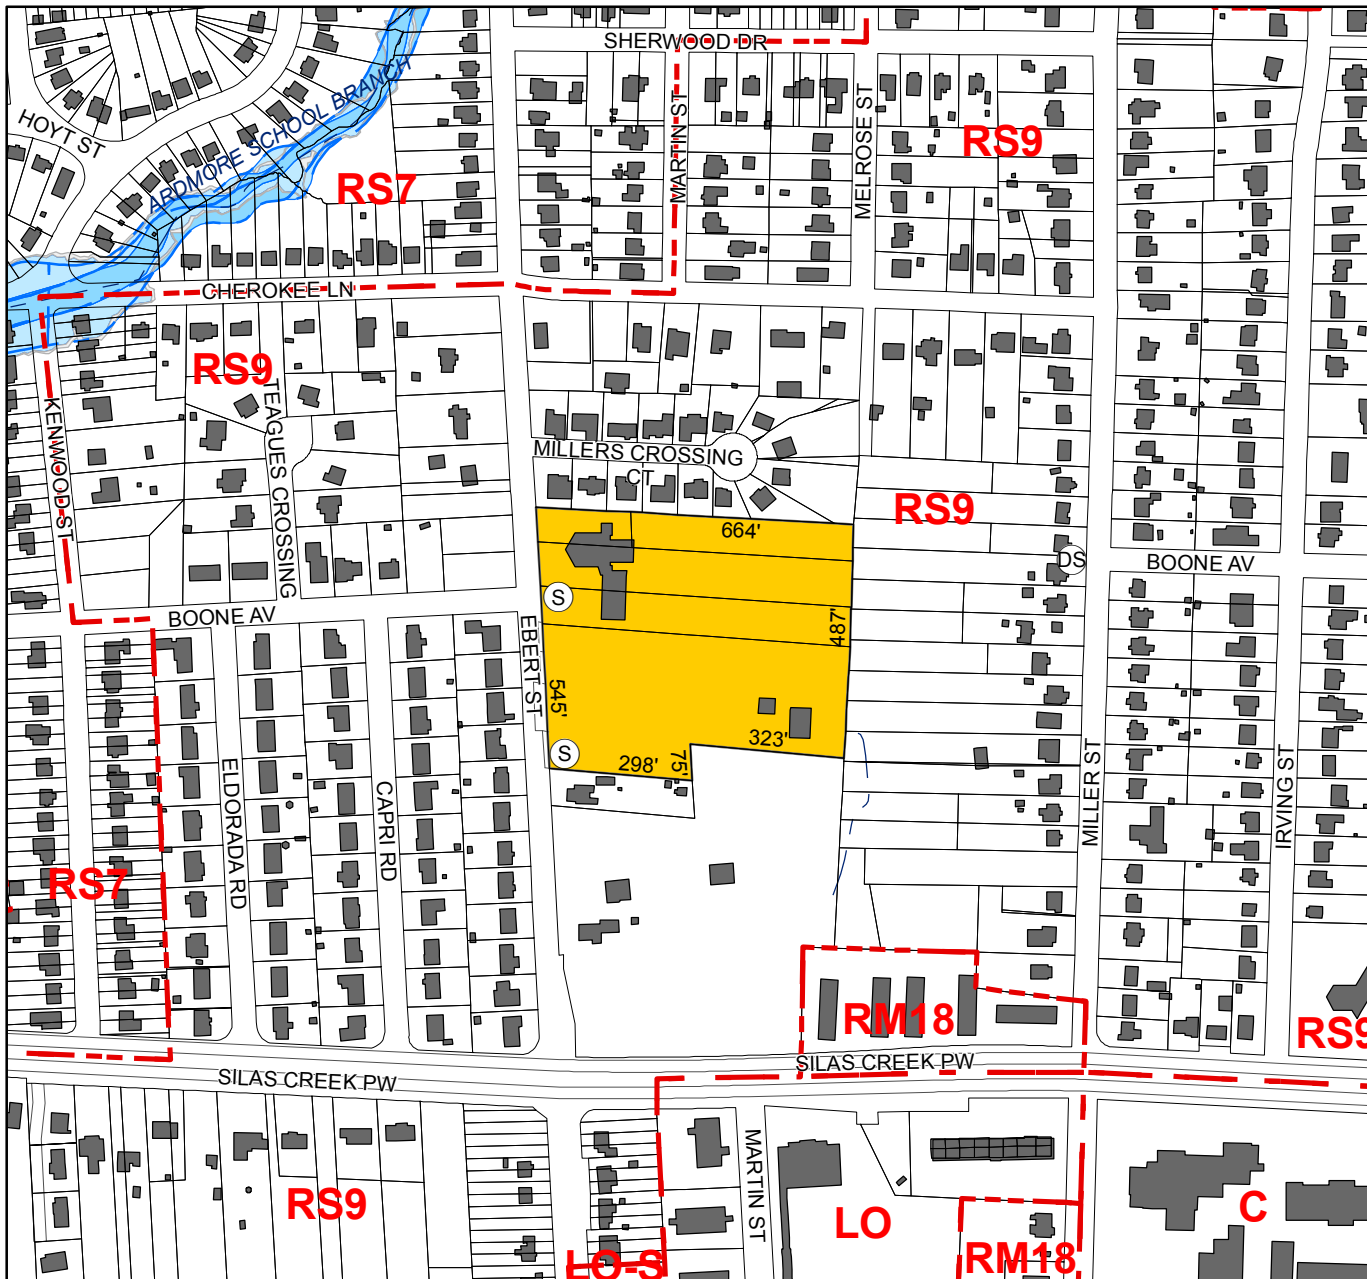 SHERWOOD DR
HOYT ST
ARDMORE SCHOOL BRANCH
MARTIN ST
MELROSE ST
RS9
RS7
CHEROKEE LN
RS9
TEAGUES CROSSING
KENWOOD ST
MILLERS CROSSING
CT
RS9
664'
DS
BOONE AV
S
BOONE AV
487'
EBERT ST
545'
S
298'
75'
323'
ELDORADA RD
CAPRI RD
MILLER ST
IRVING ST
RS7
RM18
RS9
SILAS CREEK PW
SILAS CREEK PW
MARTIN ST
RS9
LO
C
LO-S
RM18